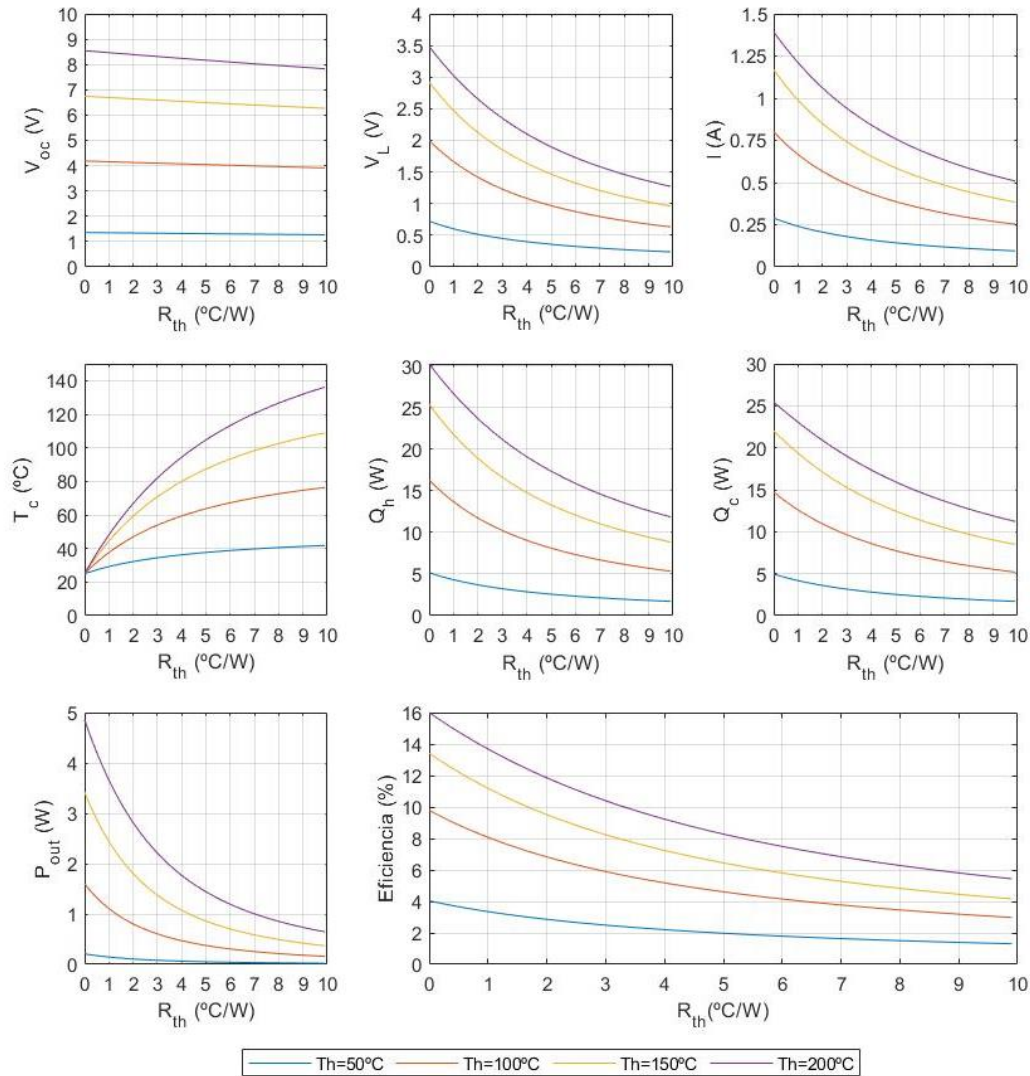 10
9
8
7
6
5
4
3
2
1
0
V_oc (V)
0 1 2 3 4 5 6 7 8 9 10
R_th (ºC/W)
4
3.5
3
2.5
2
1.5
1
0.5
0
V_L (V)
0 1 2 3 4 5 6 7 8 9 10
R_th (ºC/W)
1.5
1.25
1
0.75
0.5
0.25
0
I (A)
0 1 2 3 4 5 6 7 8 9 10
R_th (ºC/W)
140
120
100
80
60
40
20
0
T_c (ºC)
0 1 2 3 4 5 6 7 8 9 10
R_th (ºC/W)
30
25
20
15
10
5
0
Q_h (W)
0 1 2 3 4 5 6 7 8 9 10
R_th (ºC/W)
30
25
20
15
10
5
0
Q_c (W)
0 1 2 3 4 5 6 7 8 9 10
R_th (ºC/W)
5
4
3
2
1
0
P_out (W)
0 1 2 3 4 5 6 7 8 9 10
R_th (ºC/W)
16
14
12
10
8
6
4
2
0
Eficiencia (%)
0 1 2 3 4 5 6 7 8 9 10
R_th (ºC/W)
Th=50ºC Th=100ºC Th=150ºC Th=200ºC